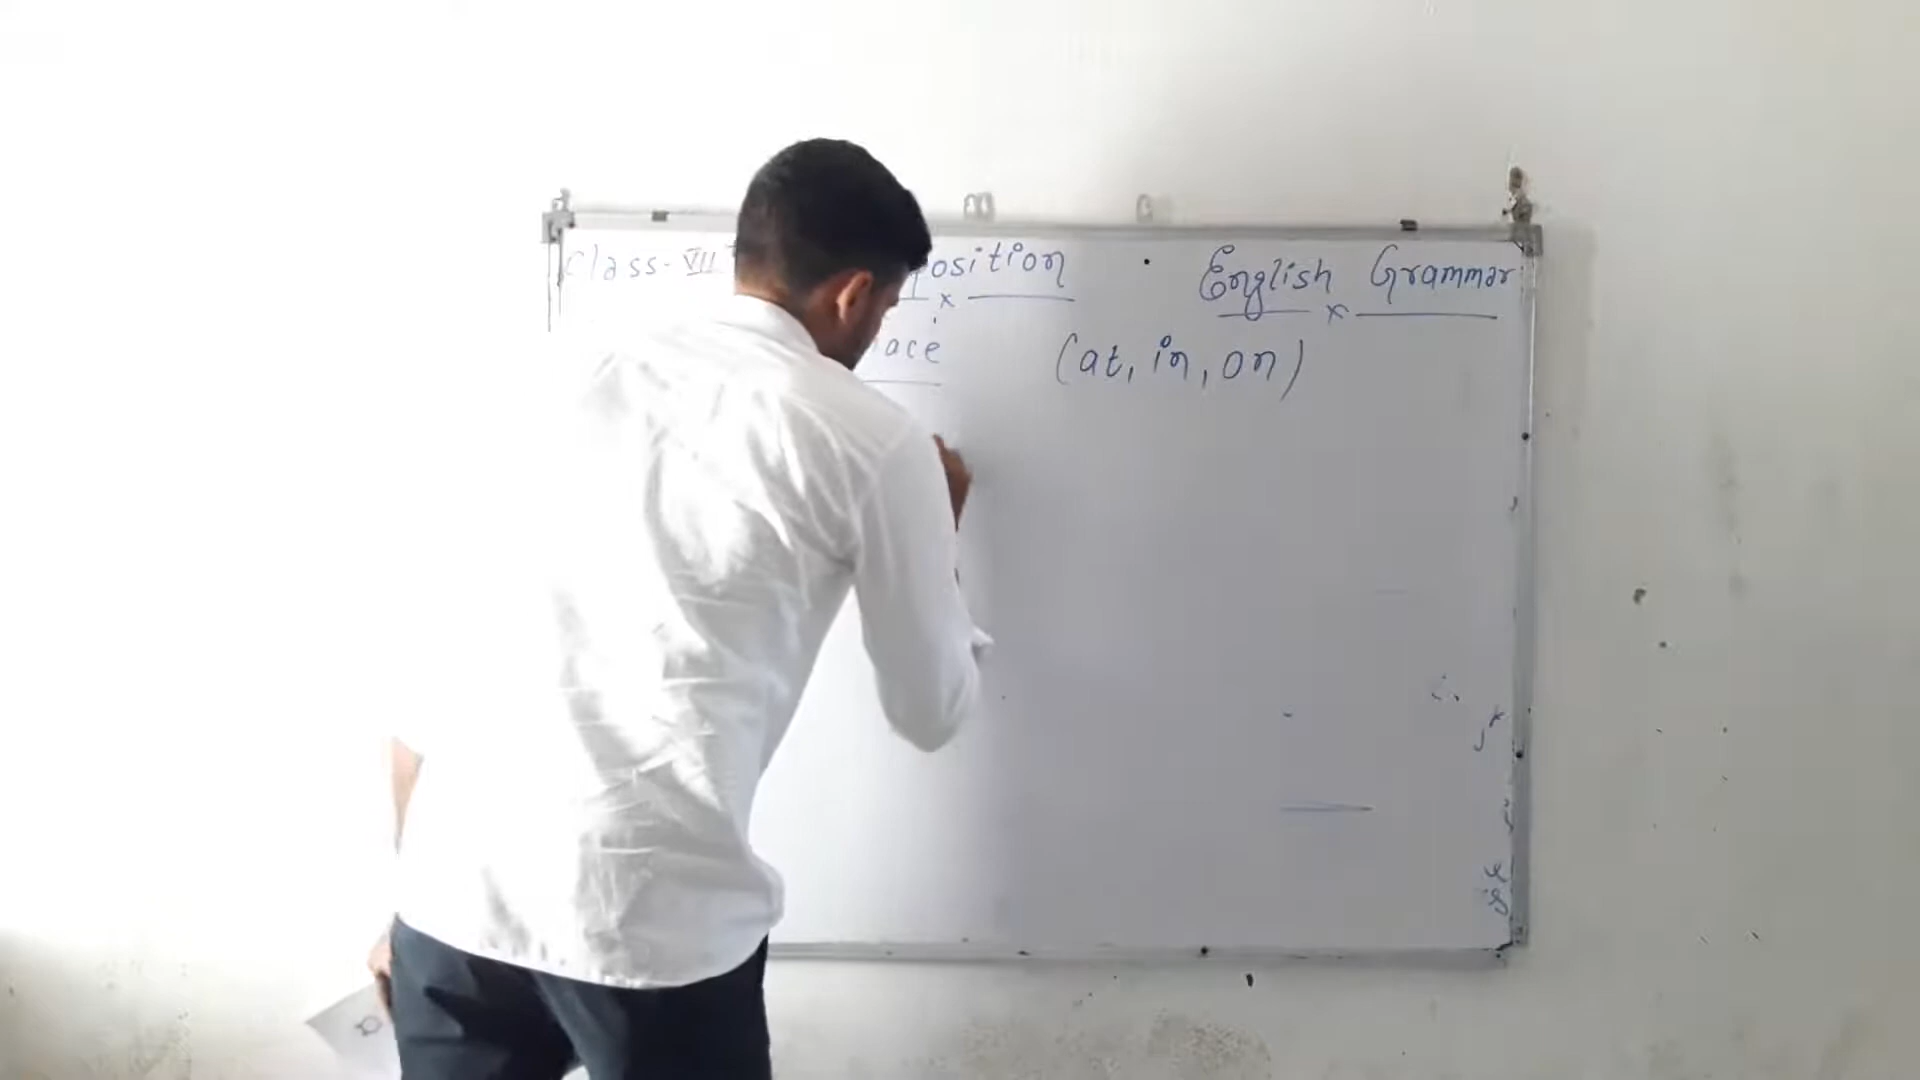 Class-VII osition English Grammar
ace (at, in, on)